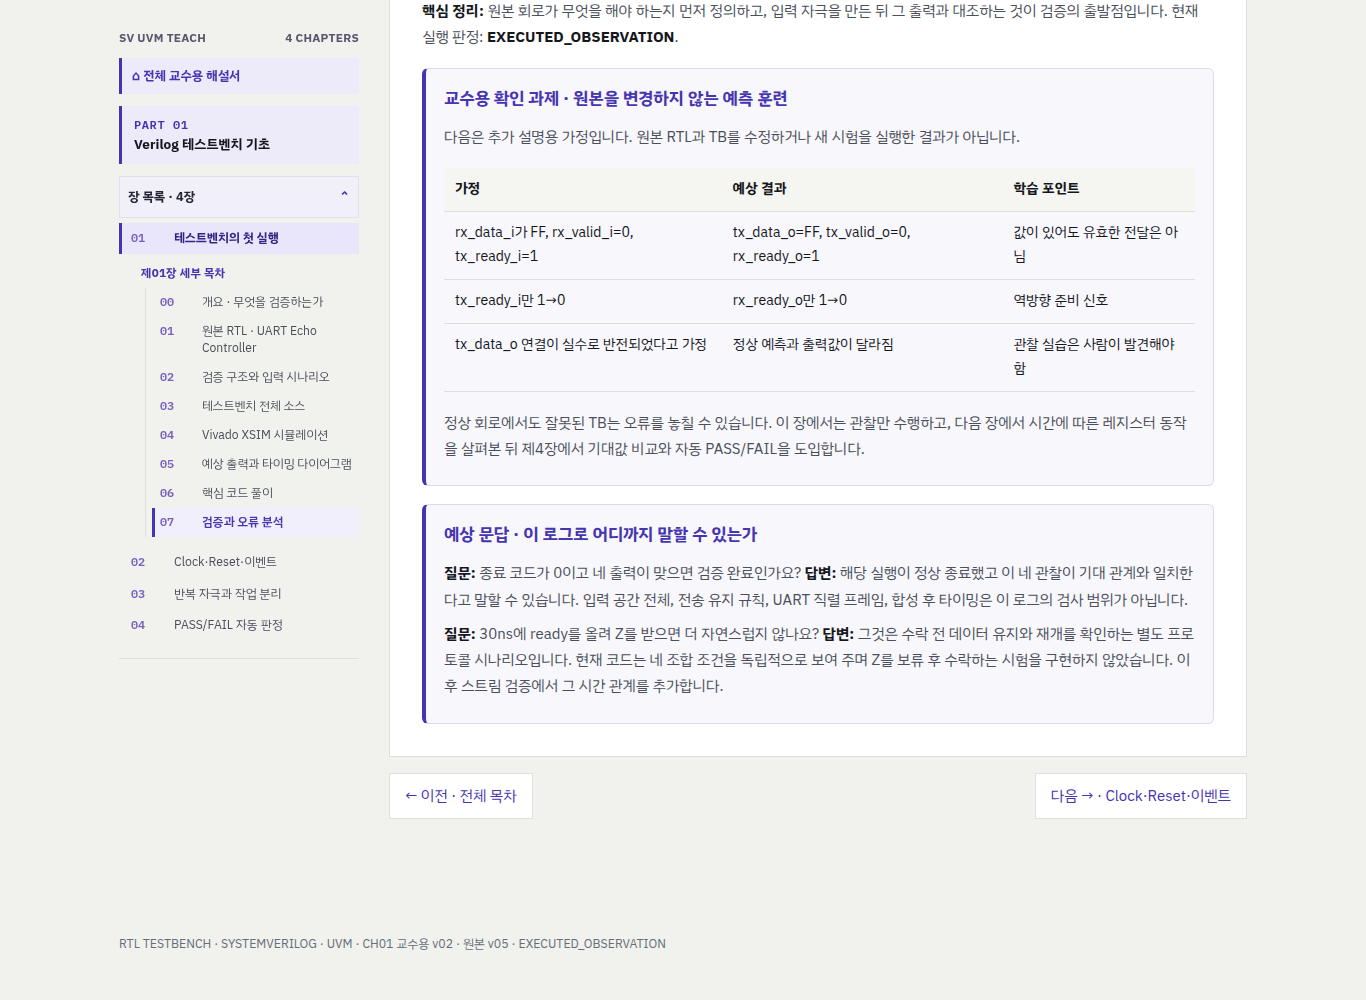 SV UVM TEACH
4 CHAPTERS
⌂ 전체 교수용 해설서
PART 01
Verilog 테스트벤치 기초
장 목록 · 4장
01 테스트벤치의 첫 실행
제01장 세부 목차
00 개요 · 무엇을 검증하는가
01 원본 RTL · UART Echo
Controller
02 검증 구조와 입력 시나리오
03 테스트벤치 전체 소스
04 Vivado XSIM 시뮬레이션
05 예상 출력과 타이밍 다이어그램
06 핵심 코드 풀이
07 검증과 오류 분석
02 Clock·Reset·이벤트
03 반복 자극과 작업 분리
04 PASS/FAIL 자동 판정
핵심 정리: 원본 회로가 무엇을 해야 하는지 먼저 정의하고, 입력 자극을 만든 뒤 그 출력과 대조하는 것이 검증의 출발점입니다. 현재
실행 판정: EXECUTED_OBSERVATION.
교수용 확인 과제 · 원본을 변경하지 않는 예측 훈련
다음은 추가 설명용 가정입니다. 원본 RTL과 TB를 수정하거나 새 시험을 실행한 결과가 아닙니다.
가정 예상 결과 학습 포인트
rx_data_i가 FF, rx_valid_i=0, tx_data_o=FF, tx_valid_o=0, 값이 있어도 유효한 전달은 아
tx_ready_i=1 rx_ready_o=1 님
tx_ready_i만 1→0 rx_ready_o만 1→0 역방향 준비 신호
tx_data_o 연결이 실수로 반전되었다고 가정 정상 예측과 출력값이 달라짐 관찰 실습은 사람이 발견해야
함
정상 회로에서도 잘못된 TB는 오류를 놓칠 수 있습니다. 이 장에서는 관찰만 수행하고, 다음 장에서 시간에 따른 레지스터 동작
을 살펴본 뒤 제4장에서 기대값 비교와 자동 PASS/FAIL을 도입합니다.
예상 문답 · 이 로그로 어디까지 말할 수 있는가
질문: 종료 코드가 0이고 네 출력이 맞으면 검증 완료인가요? 답변: 해당 실행이 정상 종료했고 이 네 관찰이 기대 관계와 일치한
다고 말할 수 있습니다. 입력 공간 전체, 전송 유지 규칙, UART 직렬 프레임, 합성 후 타이밍은 이 로그의 검사 범위가 아닙니다.
질문: 30ns에 ready를 올려 Z를 받으면 더 자연스럽지 않나요? 답변: 그것은 수락 전 데이터 유지와 재개를 확인하는 별도 프로
토콜 시나리오입니다. 현재 코드는 네 조합 조건을 독립적으로 보여 주며 Z를 보류 후 수락하는 시험을 구현하지 않았습니다. 이
후 스트림 검증에서 그 시간 관계를 추가합니다.
← 이전 · 전체 목차
다음 → · Clock·Reset·이벤트
RTL TESTBENCH · SYSTEMVERILOG · UVM · CH01 교수용 v02 · 원본 v05 · EXECUTED_OBSERVATION